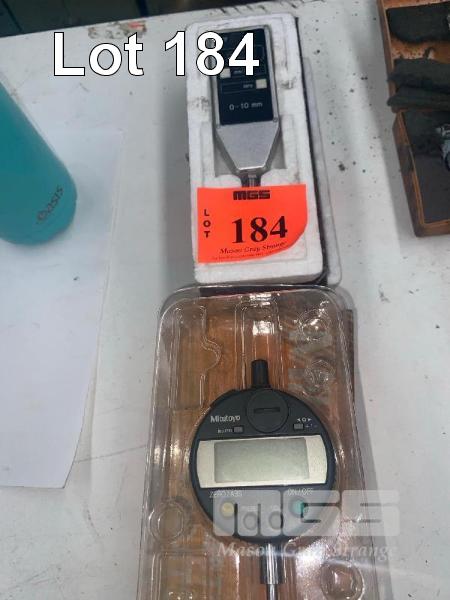 Lot 184
0-10 mm
MGS
LOT
184
Mason Gray Strange
OASIS
Mitutoyo
ZERO/ABS
ON/OFF
MGS
Mason Gray Strange